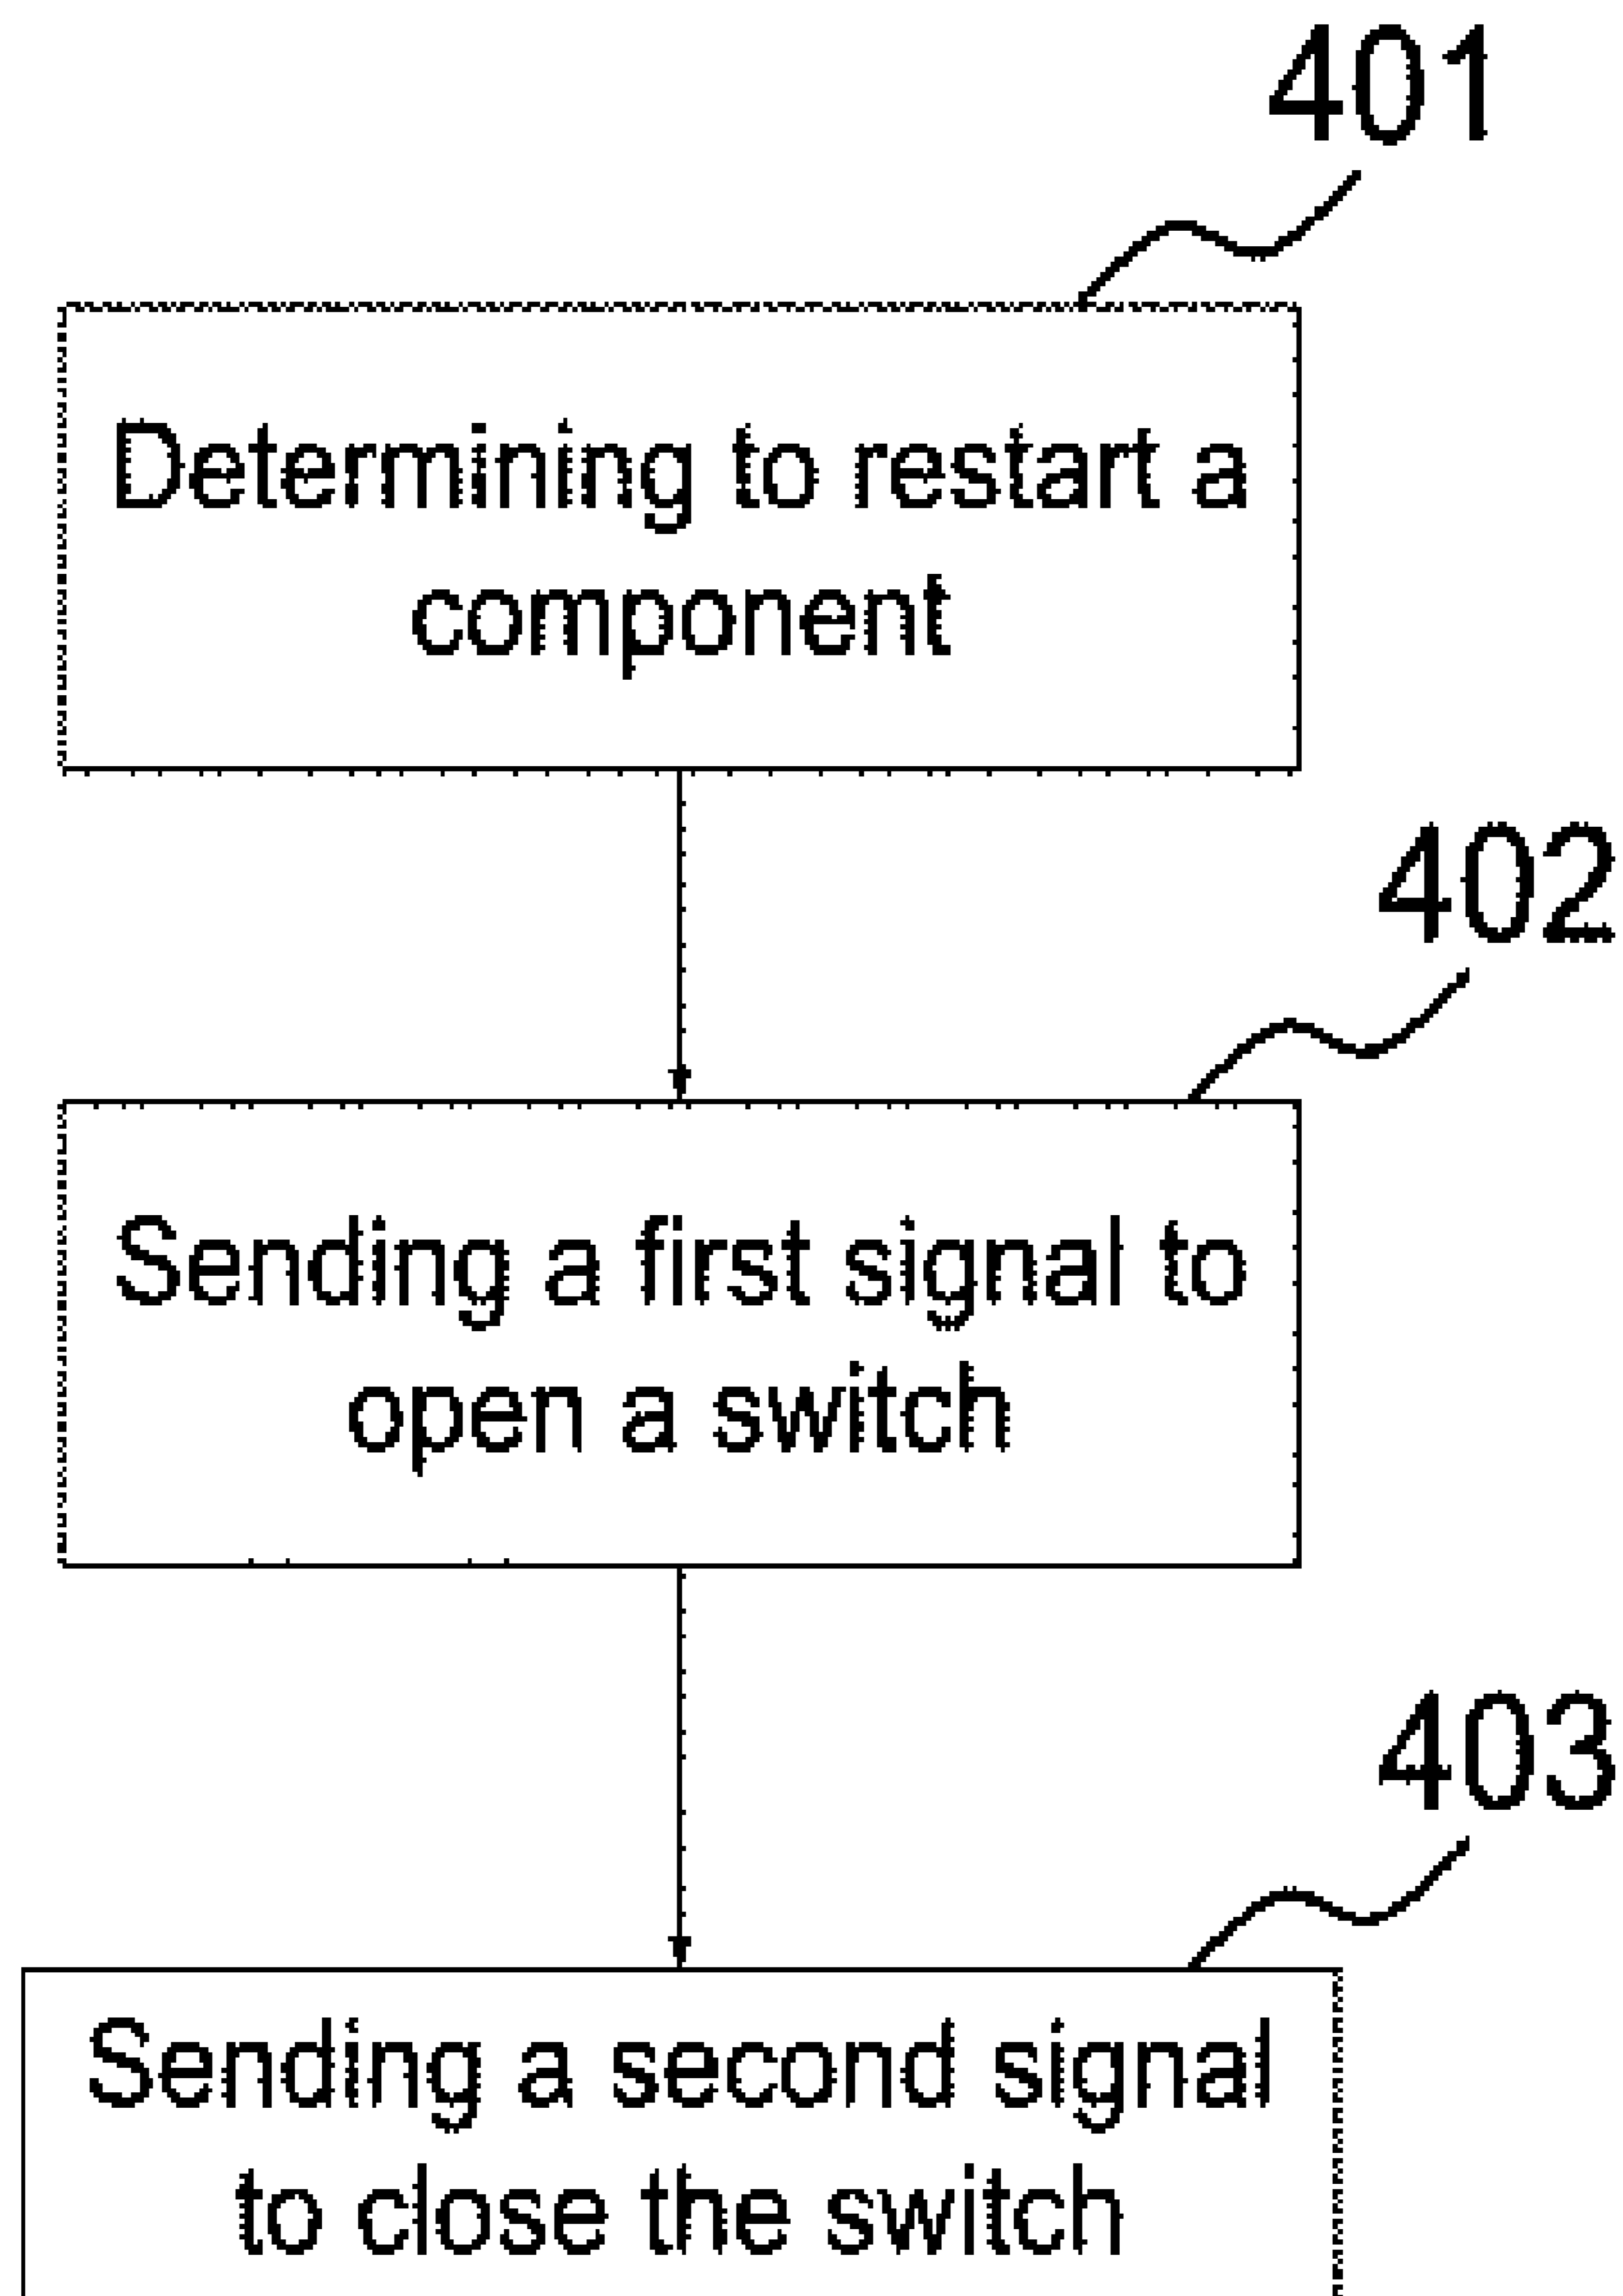 401
Determining to restart a
component
402
Sending a first signal to
open a switch
403
Sending a second signal
to close the switch